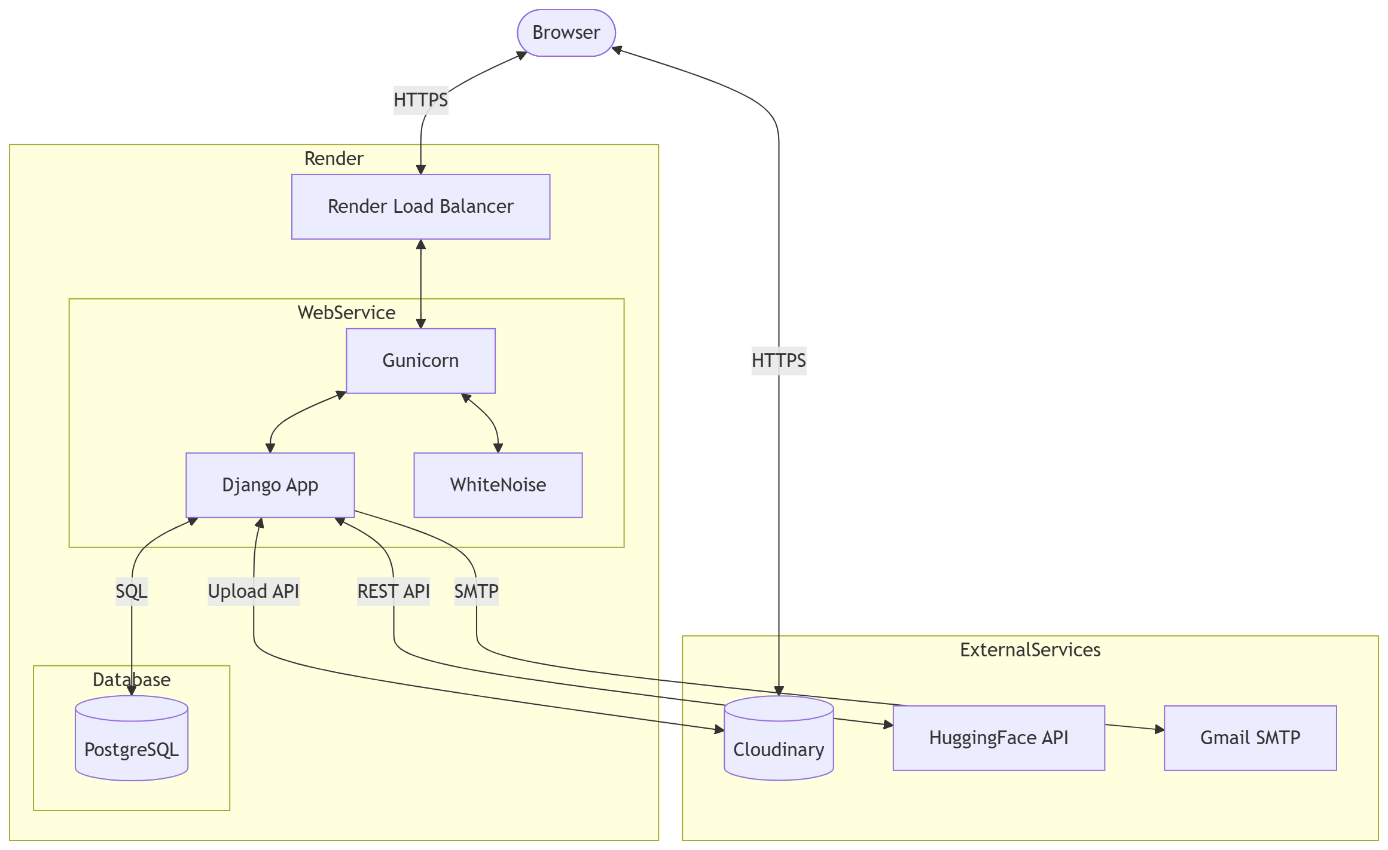 Browser
HTTPS
Render
Render Load Balancer
WebService
Gunicorn
HTTPS
Django App
WhiteNoise
SQL
Upload API
REST API
SMTP
ExternalServices
Database
PostgreSQL
Cloudinary
HuggingFace API
Gmail SMTP